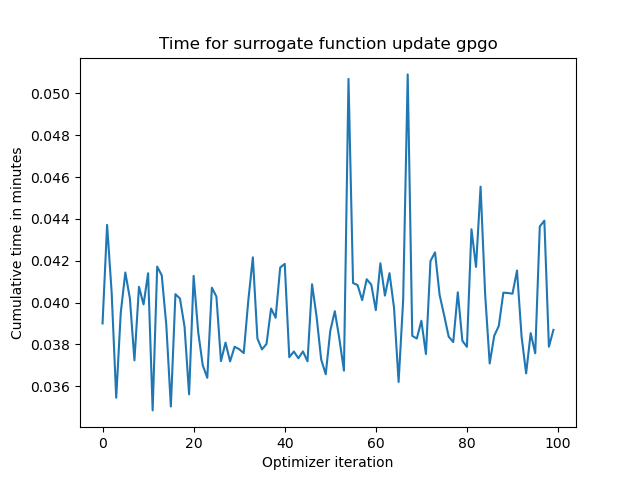 Time for surrogate function update gpgo
0.050
0.048
0.046
0.044
0.042
0.040
0.038
0.036
Cumulative time in minutes
0 20 40 60 80 100
Optimizer iteration